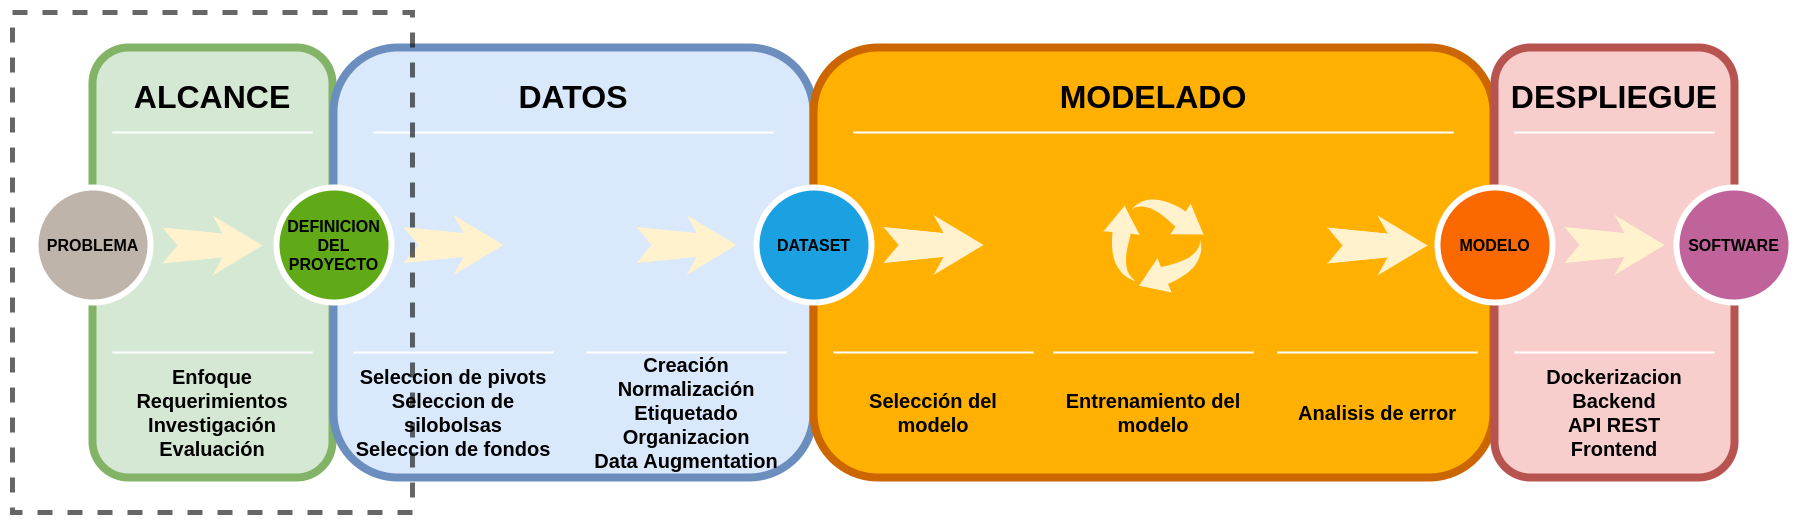 ALCANCE
DATOS
MODELADO
DESPLIEGUE
PROBLEMA
DEFINICION
DEL
PROYECTO
DATASET
MODELO
SOFTWARE
Enfoque
Requerimientos
Investigación
Evaluación
Seleccion de pivots
Seleccion de
silobolsas
Seleccion de fondos
Creación
Normalización
Etiquetado
Organizacion
Data Augmentation
Selección del
modelo
Entrenamiento del
modelo
Analisis de error
Dockerizacion
Backend
API REST
Frontend